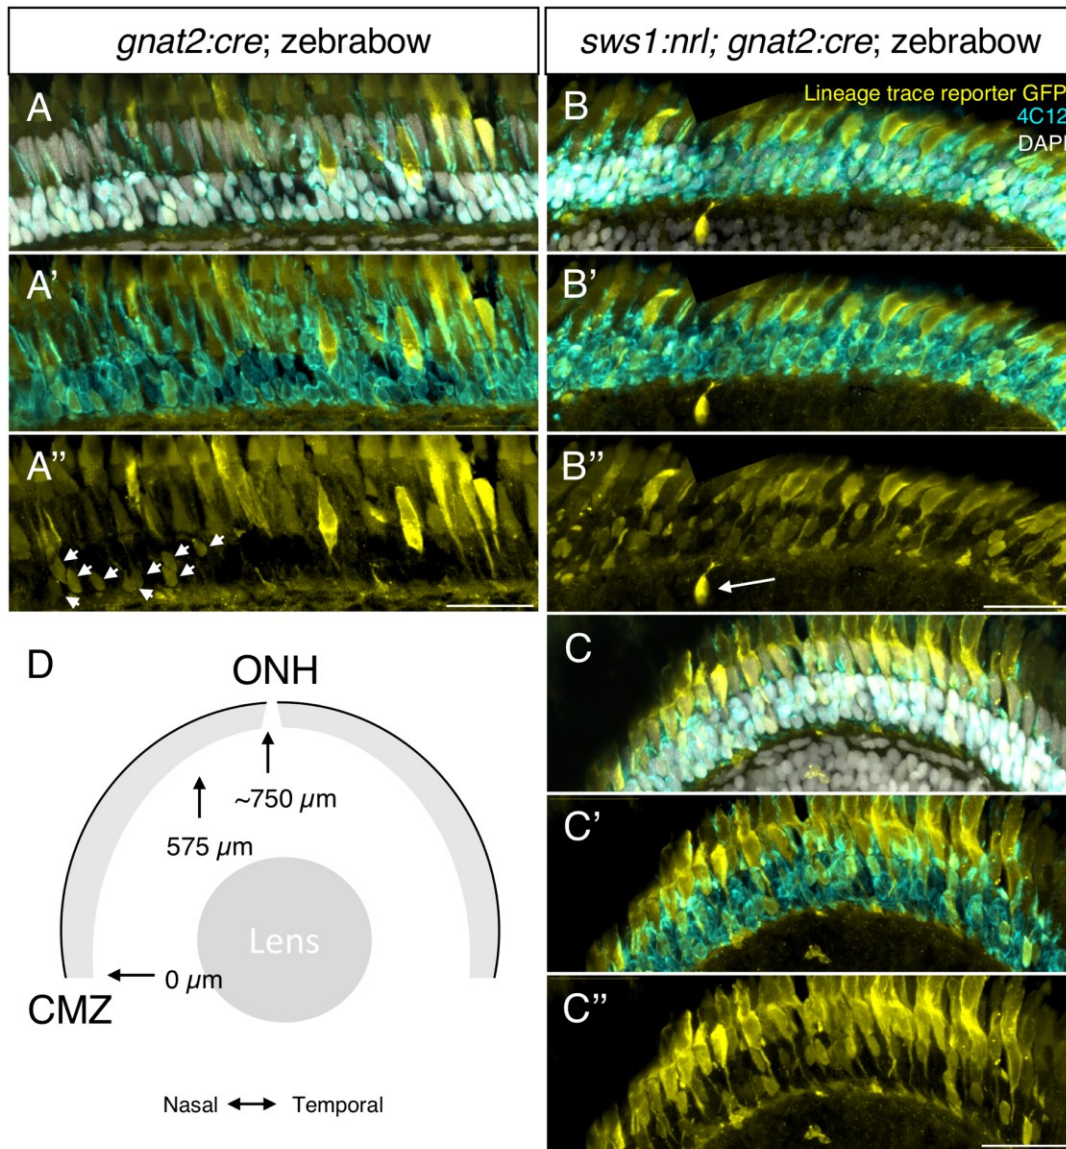 gnat2:cre; zebrabow
sws1:nrl; gnat2:cre; zebrabow
A
B
Lineage trace reporter GFP
4C12
DAPI
A'
B'
A''
B''
C
D
ONH
~750 µm
575 µm
C'
Lens
0 µm
CMZ
C''
Nasal
Temporal